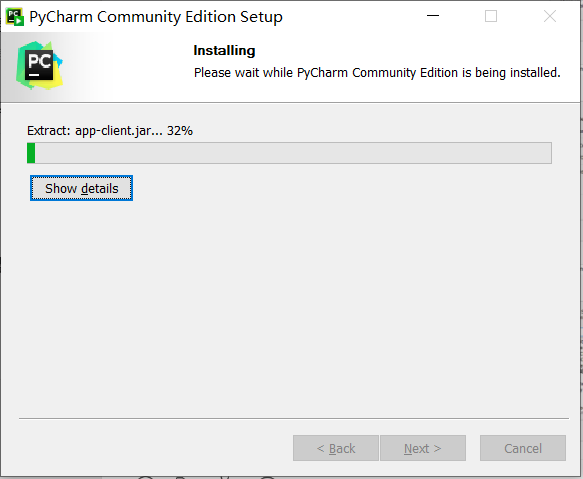 PyCharm Community Edition Setup
Installing
Please wait while PyCharm Community Edition is being installed.
PC
Extract: app-client.jar... 32%
Show details
< Back
Next >
Cancel